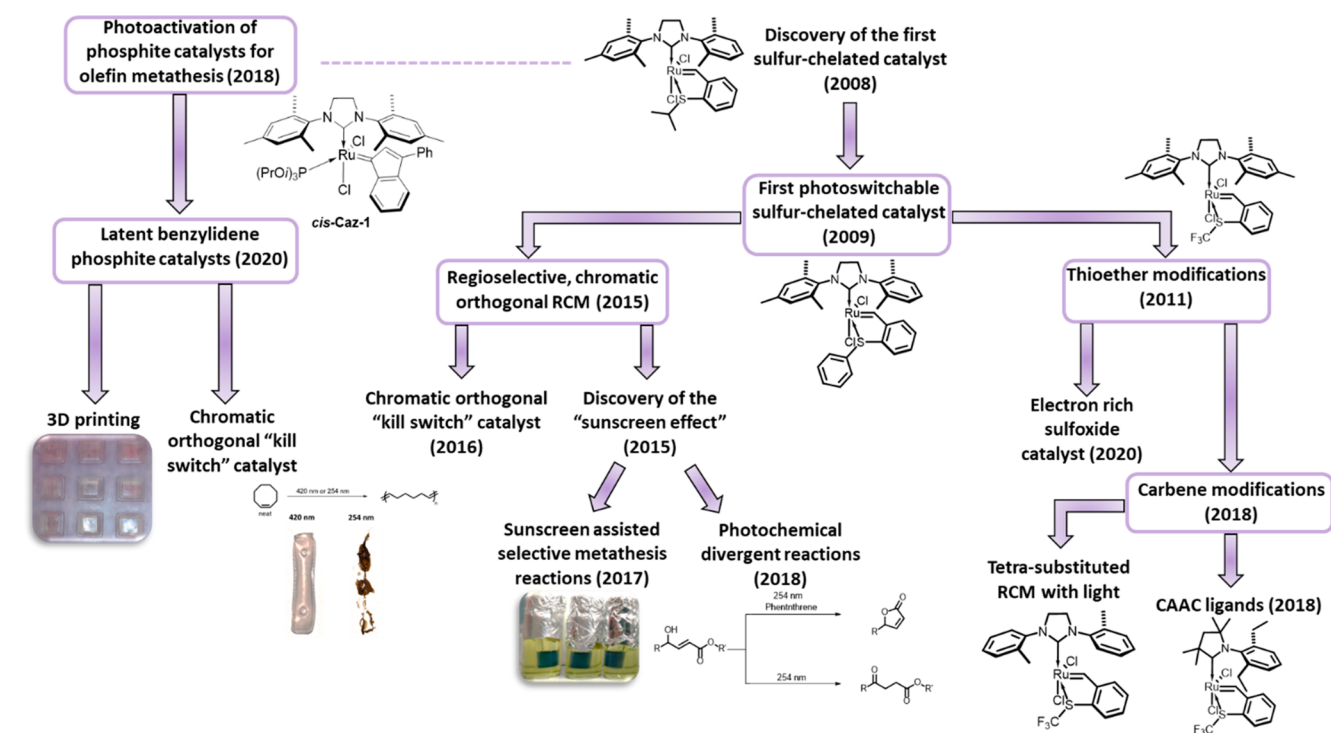 Photoactivation of
phosphite catalysts for
olefin metathesis (2018)
N
N
Cl
Ru
ClS
Discovery of the first
sulfur-chelated catalyst
(2008)
N
N
Cl
Ru
Ph
(PrOi)3P
Cl
cis-Caz-1
N
N
Cl
Ru
ClS
F3C
First photoswitchable
sulfur-chelated catalyst
(2009)
Latent benzylidene
phosphite catalysts (2020)
Regioselective, chromatic
orthogonal RCM (2015)
Thioether modifications
(2011)
N
N
Cl
Ru
ClS
3D printing
Chromatic
orthogonal “kill
switch” catalyst
Chromatic orthogonal
“kill switch” catalyst
(2016)
Discovery of the
“sunscreen effect”
(2015)
Electron rich
sulfoxide
catalyst (2020)
Carbene modifications
(2018)
420 nm or 254 nm
neat
n
420 nm
254 nm
Sunscreen assisted
selective metathesis
reactions (2017)
Photochemical
divergent reactions
(2018)
Tetra-substituted
RCM with light
CAAC ligands (2018)
254 nm
Phentnthrene
OH
R
O
R'
O
R
O
O
254 nm
O
R
O
R'
O
N
N
Cl
Ru
ClS
F3C
N
Cl
Ru
ClS
F3C